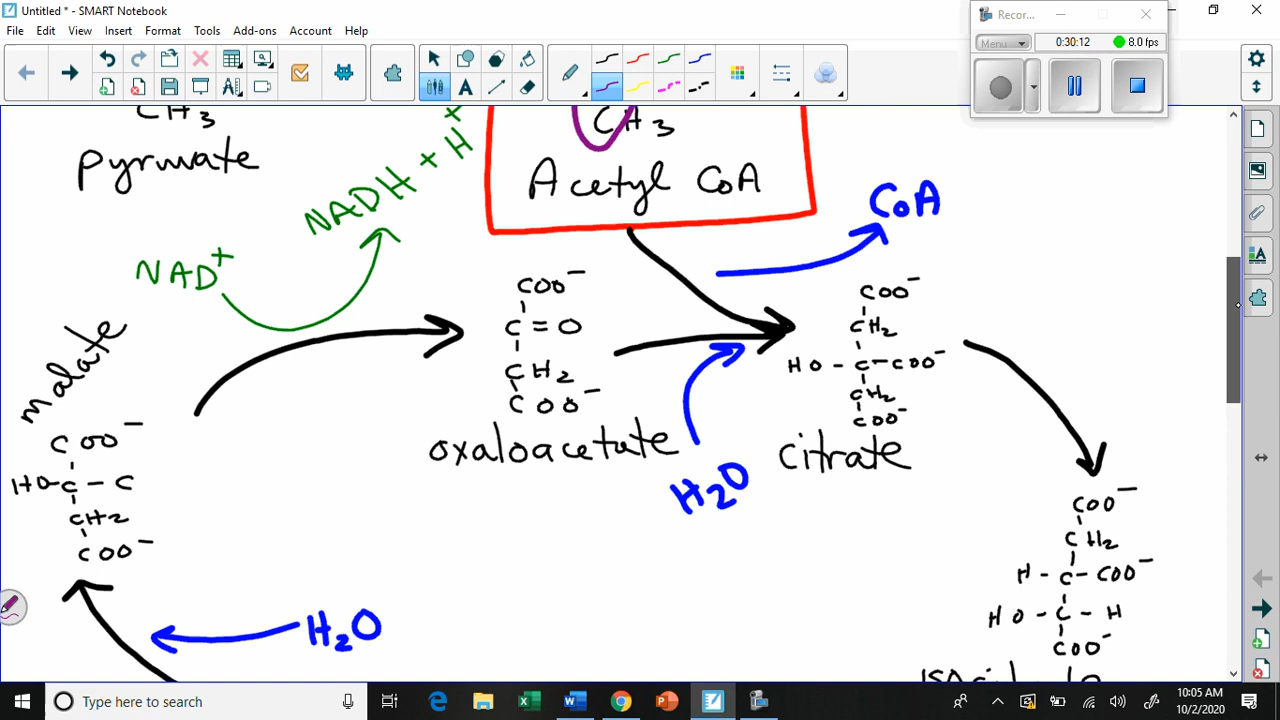 Untitled * - SMART Notebook
File Edit View Insert Format Tools Add-ons Account Help
Recor...
Menu
0:30:12
8.0 fps
CH3
pyruvate
NAD+
NADH + H+
CH3
Acetyl CoA
CoA
malate
COO-
HO-C-C
CH2
COO-
COO-
C=O
CH2
COO-
oxaloacetate
H2O
COO-
CH2
HO-C-COO-
CH2
COO-
citrate
COO-
CH2
H-C-COO-
HO-C-H
COO-
H2O
Type here to search
10:05 AM
10/2/2020